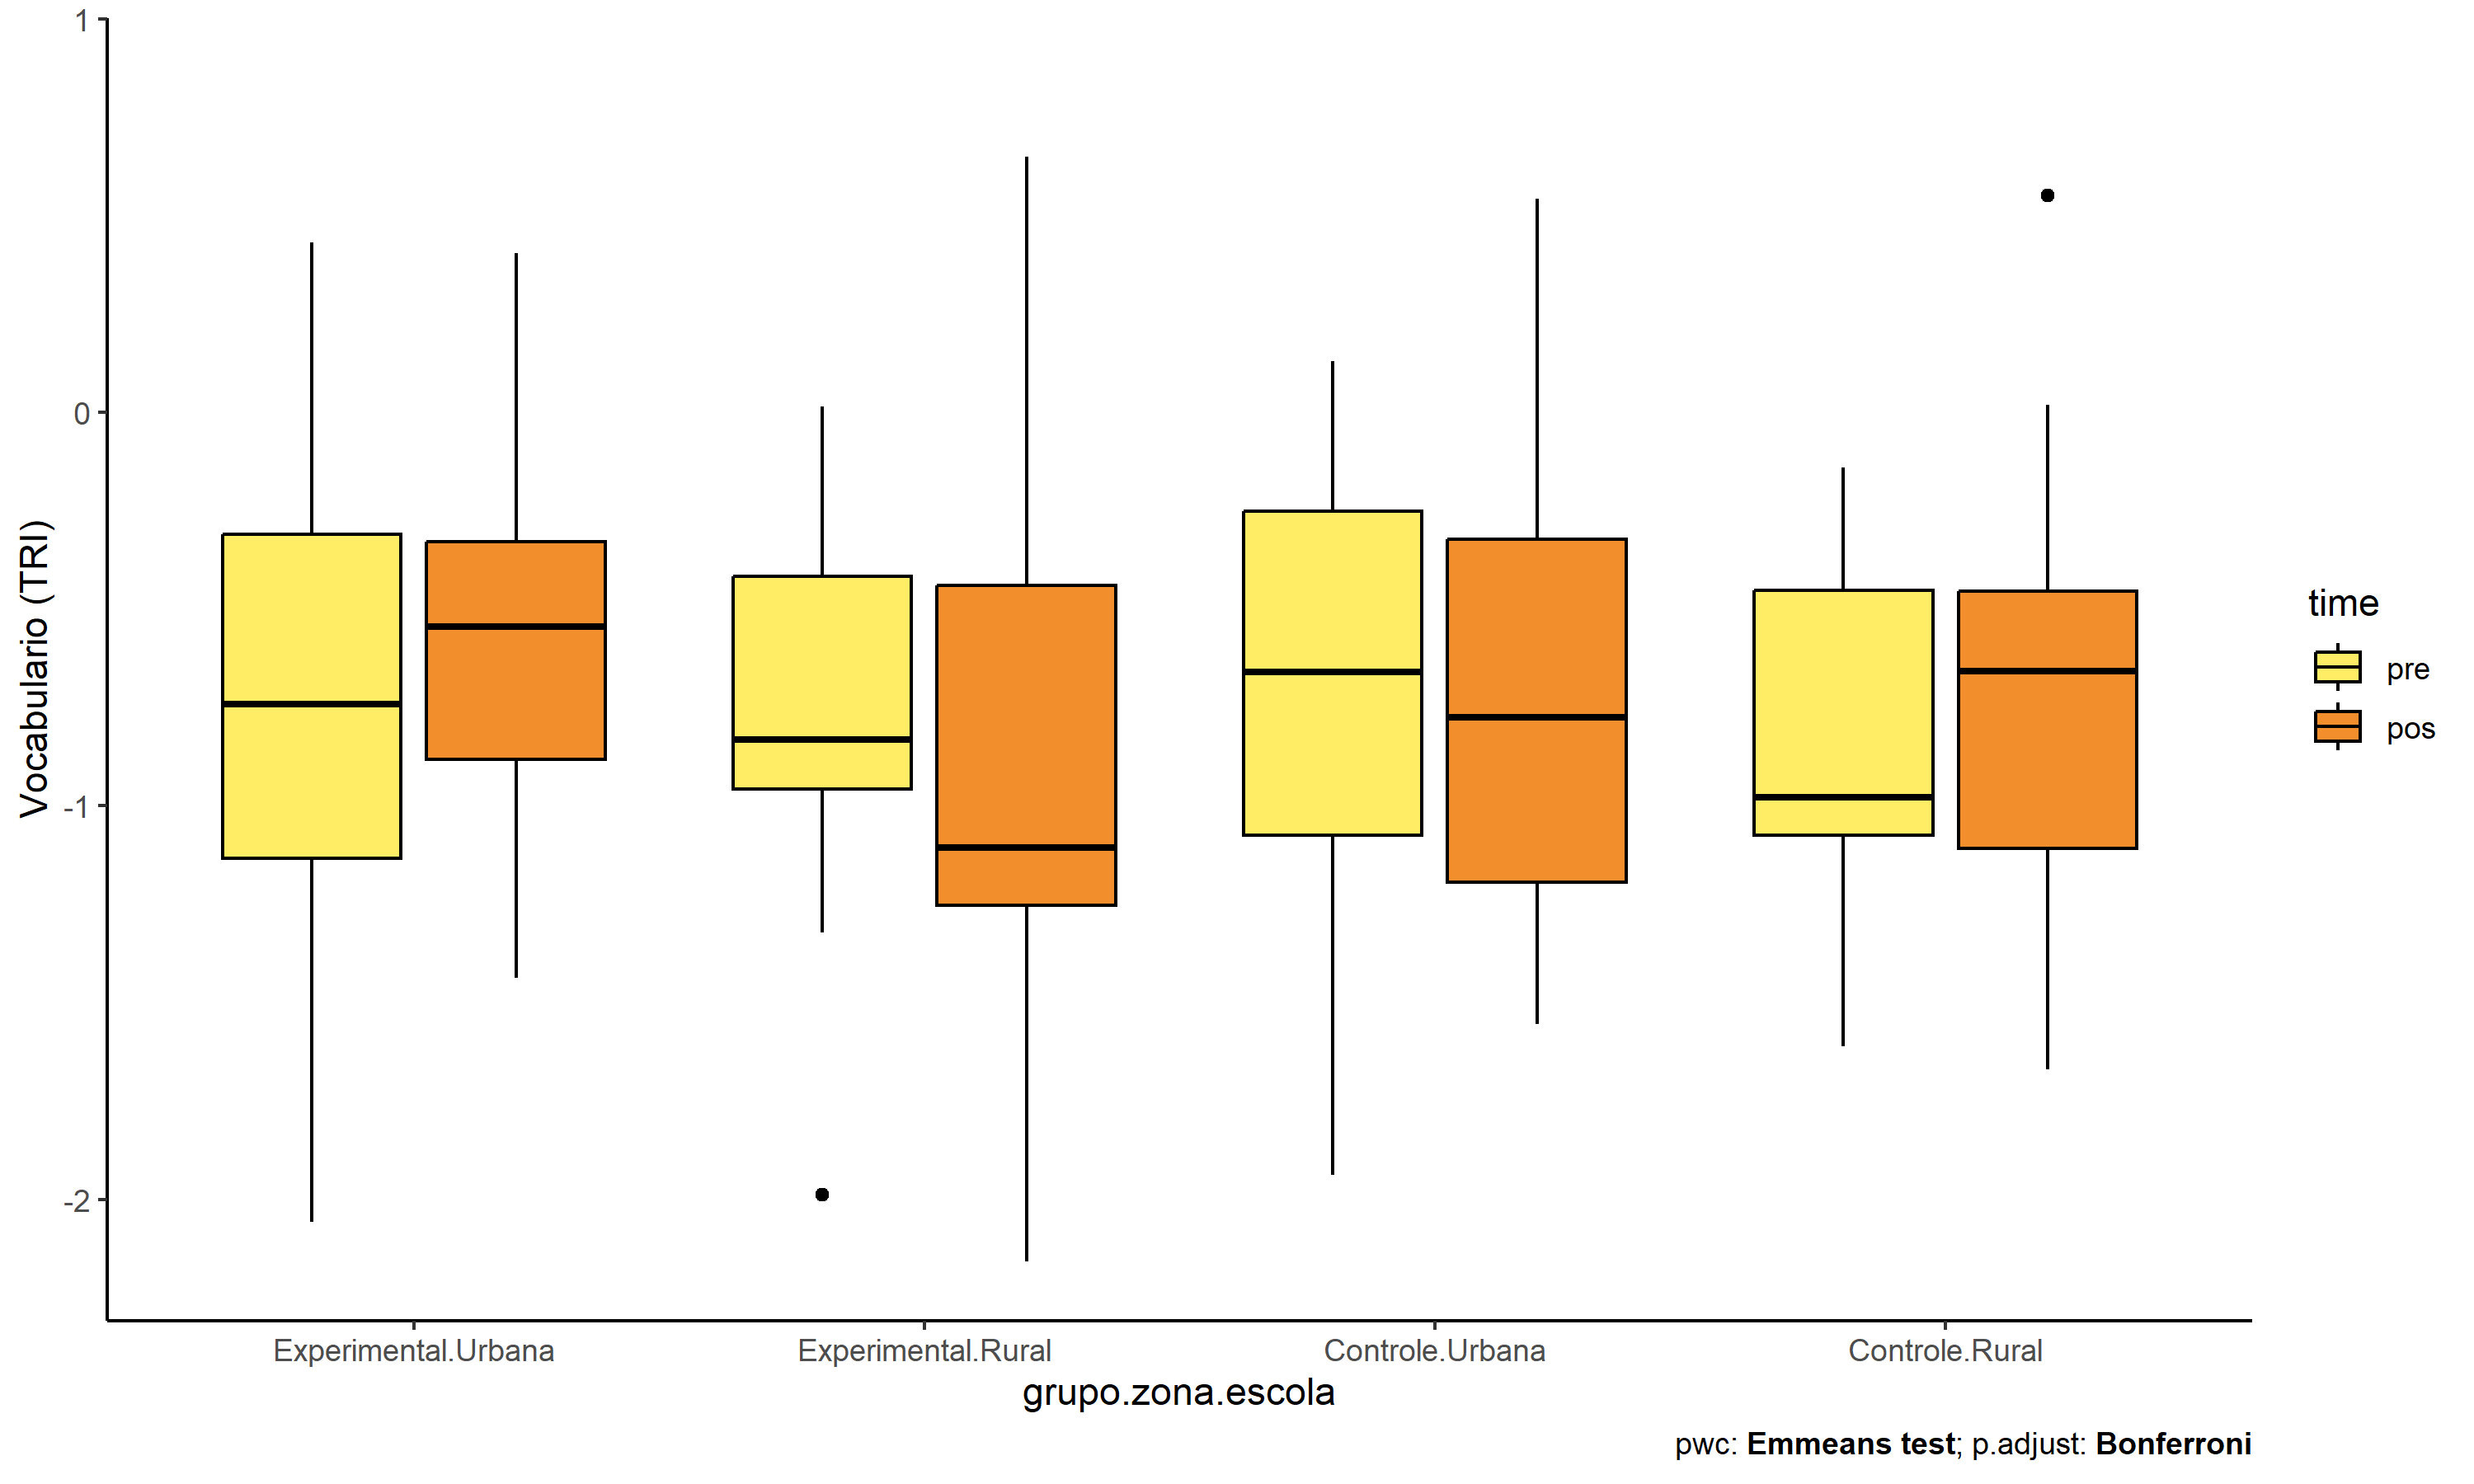 Vocabulario (TRI)
1
0
-1
-2
Experimental.Urbana
Experimental.Rural
Controle.Urbana
Controle.Rural
grupo.zona.escola
time
pre
pos
pwc: Emmeans test; p.adjust: Bonferroni